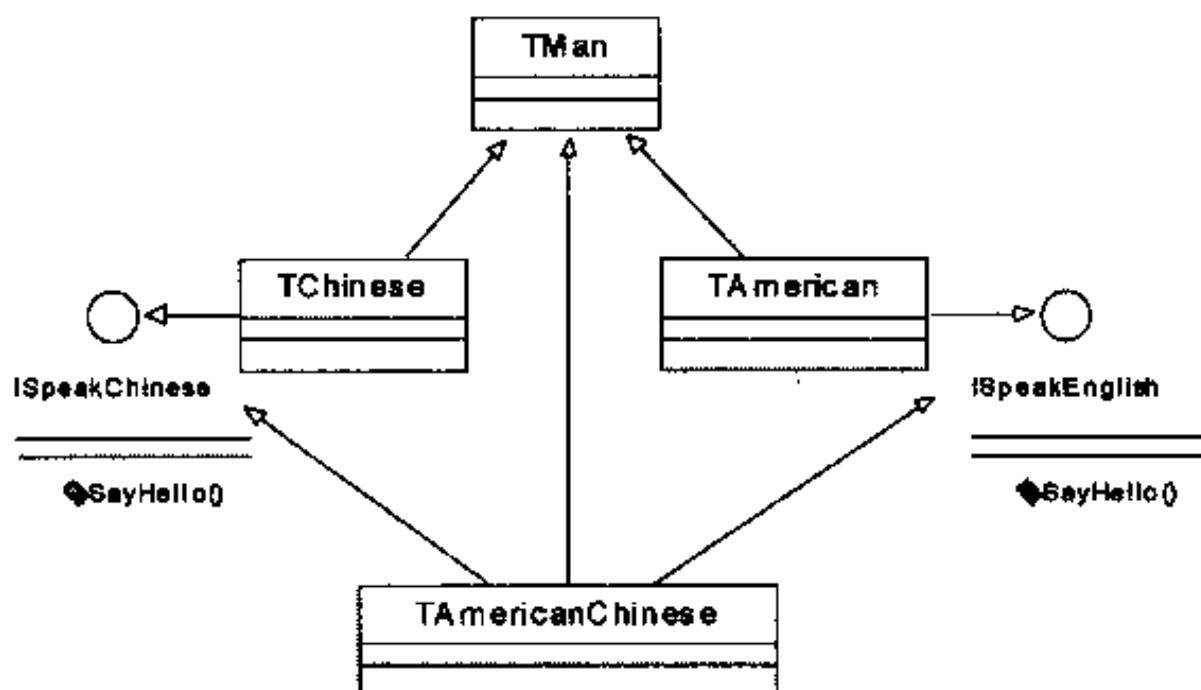 TMan
TChinese
TAmerican
ISpeakChinese
ISpeakEnglish
SayHello()
SayHello()
TAmericanChinese